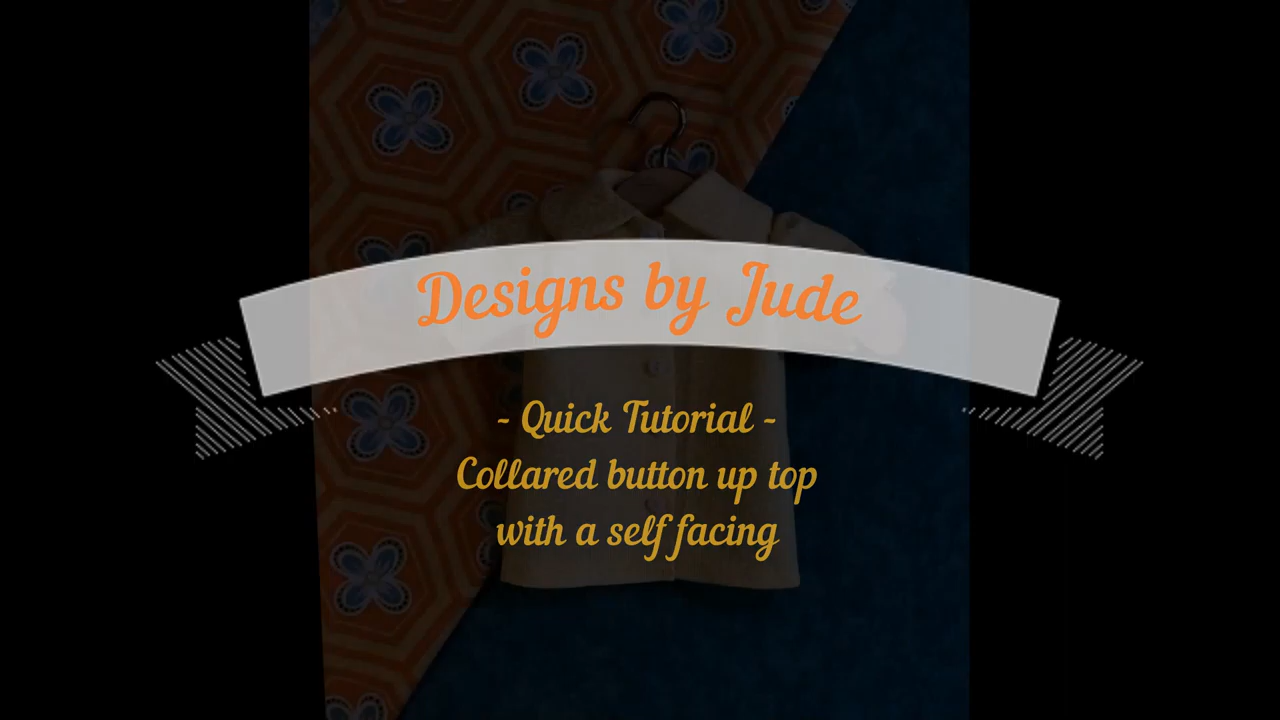 Designs by Jude
- Quick Tutorial -
Collared button up top
with a self facing